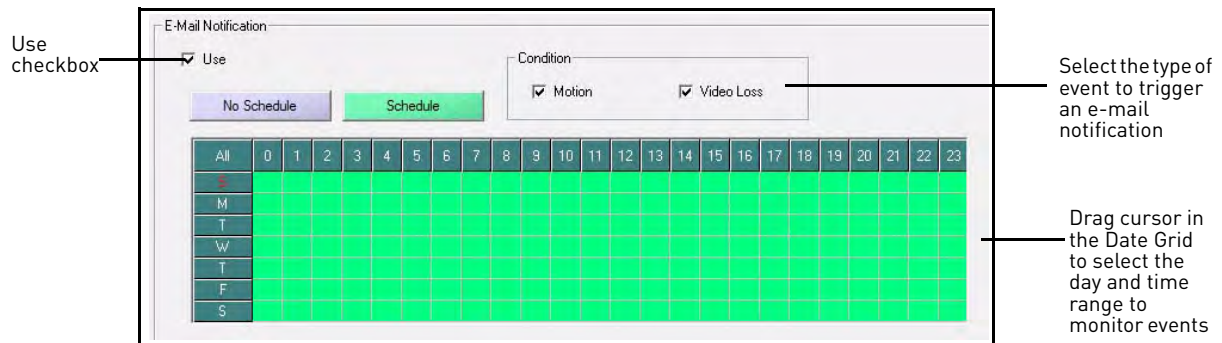 E-Mail Notification
Use
checkbox
Use
Condition
Motion
Video Loss
No Schedule
Schedule
Select the type of
event to trigger
an e-mail
notification
All 0 1 2 3 4 5 6 7 8 9 10 11 12 13 14 15 16 17 18 19 20 21 22 23
S
M
T
W
T
F
S
Drag cursor in
the Date Grid
to select the
day and time
range to
monitor events